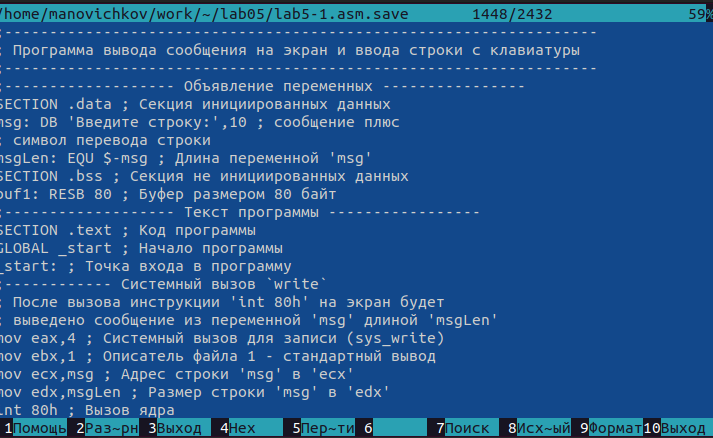 /home/manovichkov/work/~/lab05/lab5-1.asm.save 1448/2432 59%
;------------------------------------------------------------------
; Программа вывода сообщения на экран и ввода строки с клавиатуры
;------------------------------------------------------------------
;------------------- Объявление переменных ----------------
SECTION .data ; Секция инициированных данных
msg: DB 'Введите строку:',10 ; сообщение плюс
; символ перевода строки
msgLen: EQU $-msg ; Длина переменной 'msg'
SECTION .bss ; Секция не инициированных данных
buf1: RESB 80 ; Буфер размером 80 байт
;------------------- Текст программы -----------------
SECTION .text ; Код программы
GLOBAL _start ; Начало программы
_start: ; Точка входа в программу
;------------ Системный вызов `write`
; После вызова инструкции 'int 80h' на экран будет
; выведено сообщение из переменной 'msg' длиной 'msgLen'
mov eax,4 ; Системный вызов для записи (sys_write)
mov ebx,1 ; Описатель файла 1 - стандартный вывод
mov ecx,msg ; Адрес строки 'msg' в 'ecx'
mov edx,msgLen ; Размер строки 'msg' в 'edx'
int 80h ; Вызов ядра
1Помощь 2Раз~рн 3Выход 4Hex 5Пер~ти 6 7Поиск 8Исх~ый 9Формат 10Выход